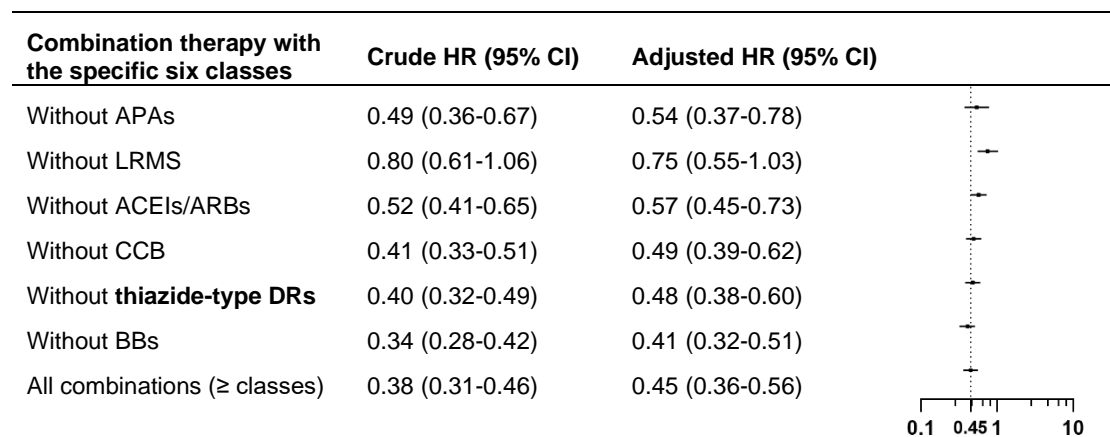 Combination therapy with
the specific six classes
Crude HR (95% CI)
Adjusted HR (95% CI)
Without APAs 0.49 (0.36-0.67) 0.54 (0.37-0.78)
Without LRMS 0.80 (0.61-1.06) 0.75 (0.55-1.03)
Without ACEIs/ARBs 0.52 (0.41-0.65) 0.57 (0.45-0.73)
Without CCB 0.41 (0.33-0.51) 0.49 (0.39-0.62)
Without thiazide-type DRs 0.40 (0.32-0.49) 0.48 (0.38-0.60)
Without BBs 0.34 (0.28-0.42) 0.41 (0.32-0.51)
All combinations (≥ classes) 0.38 (0.31-0.46) 0.45 (0.36-0.56)
0.1 0.45 1 10